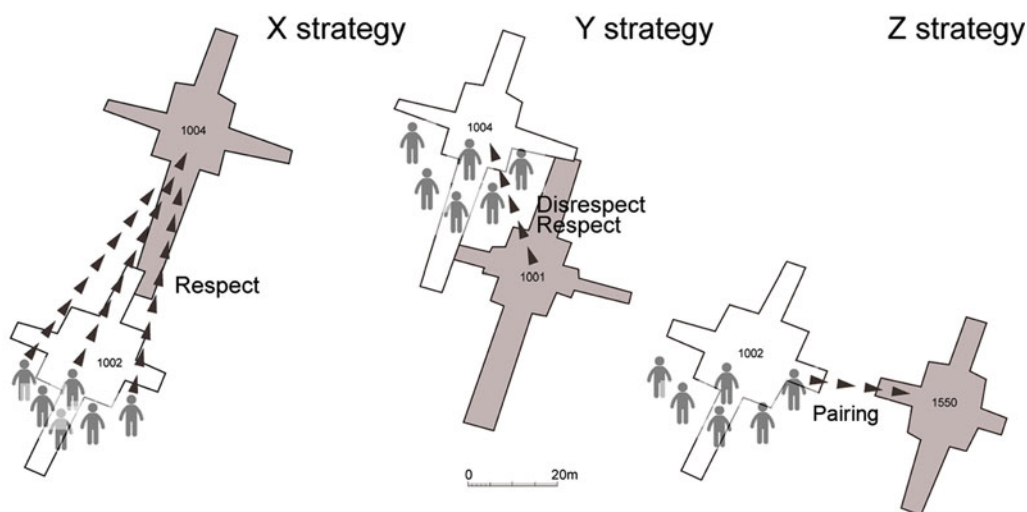 X strategy
Y strategy
Z strategy
1004
1004
Disrespect
Respect
Respect
1001
1002
1002
1550
Pairing
0 20m